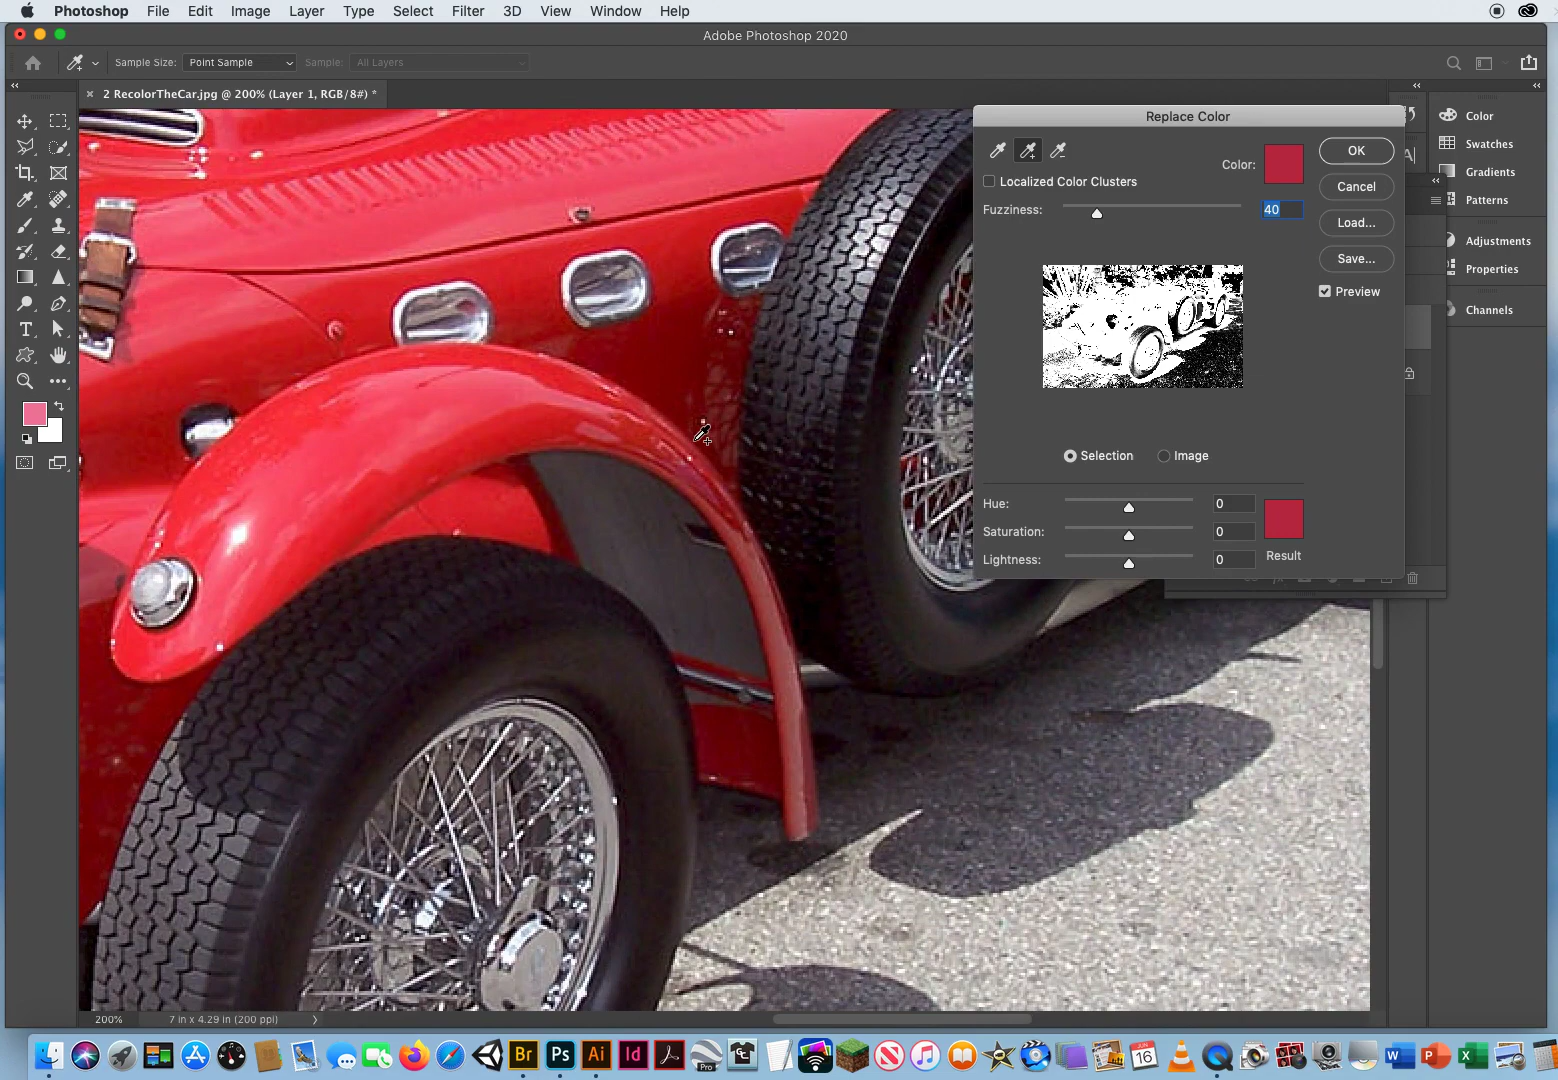 Photoshop File Edit Image Layer Type Select Filter 3D View Window Help
Adobe Photoshop 2020
Sample Size: Point Sample Sample: All Layers
2 RecolorTheCar.jpg @ 200% (Layer 1, RGB/8#) *
Replace Color
Color:
OK
Localized Color Clusters
Cancel
Fuzziness: 40
Load...
Save...
Preview
Selection Image
Hue: 0
Saturation: 0
Lightness: 0
Result
Color
Swatches
Gradients
Patterns
Adjustments
Properties
Channels
200% 7 in x 4.29 in (200 ppi)
Br Ps Ai Id Pro JUN 16 W P X